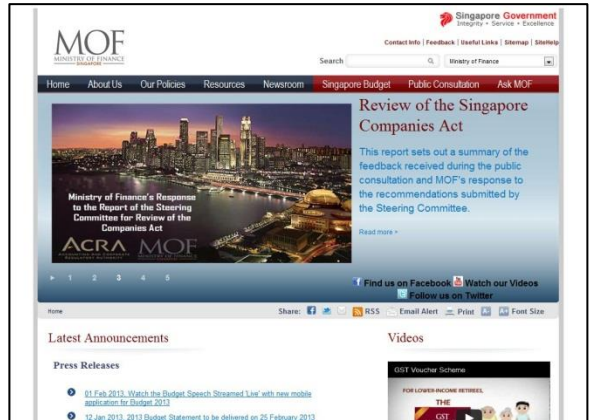 Singapore Government
Integrity • Service • Excellence
MOF
MINISTRY OF FINANCE
SINGAPORE
Contact Info | Feedback | Useful Links | Sitemap | SiteHelp
Search
Ministry of Finance
Home About Us Our Policies Resources Newsroom Singapore Budget Public Consultation Ask MOF
Ministry of Finance's Response
to the Report of the Steering
Committee for Review of the
Companies Act
ACRA MOF
Review of the Singapore
Companies Act
This report sets out a summary of the
feedback received during the public
consultation and MOF's response to
the recommendations submitted by
the Steering Committee.
Read more
1 2 3 4 5
Find us on Facebook Watch our Videos
Follow us on Twitter
Home
Share: RSS Email Alert Print Font Size
Latest Announcements
Videos
Press Releases
01 Feb 2013, Watch the Budget Speech Streamed 'Live' with new mobile
application for Budget 2013
12 Jan 2013, 2013 Budget Statement to be delivered on 25 February 2013
GST Voucher Scheme
FOR LOWER-INCOME RETIREES,
THE
GST